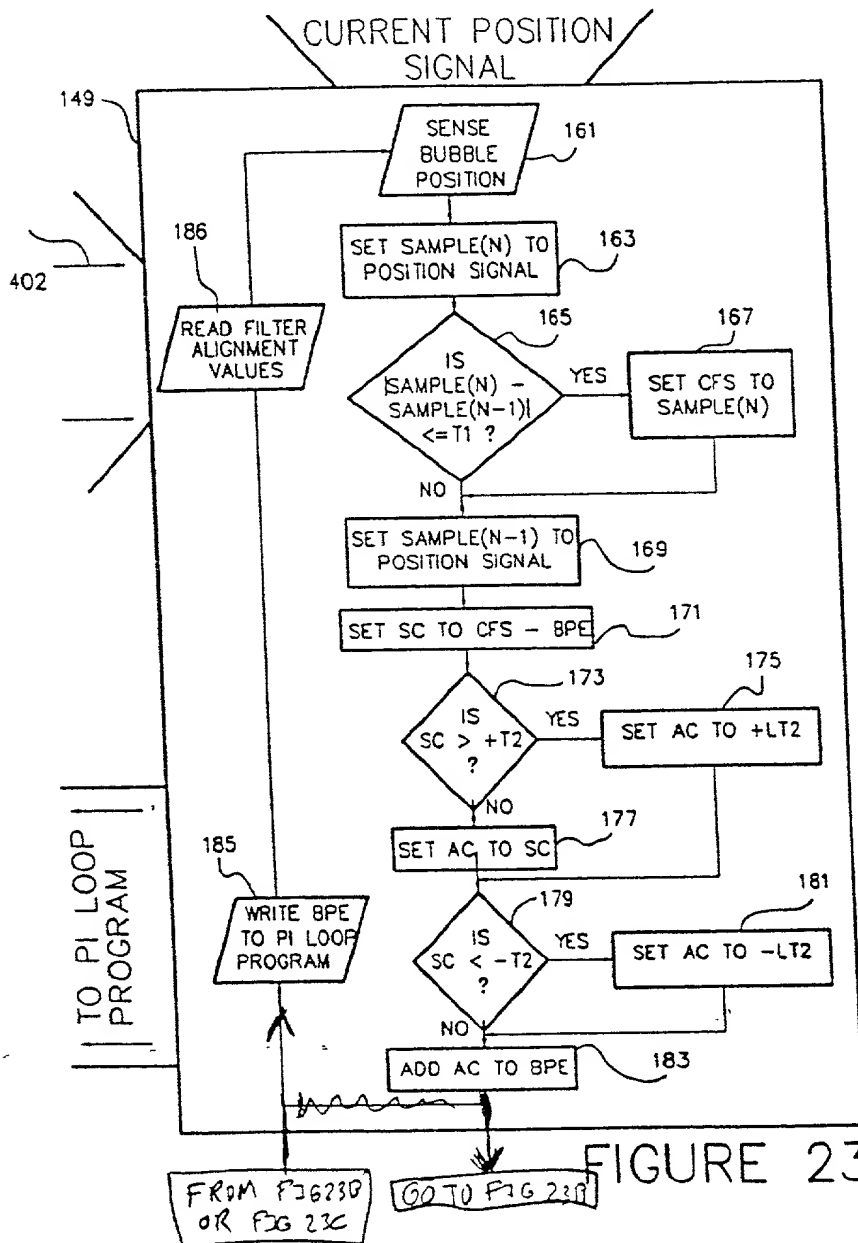 CURRENT POSITION
SIGNAL
149
SENSE
BUBBLE
POSITION
161
402
186
READ FILTER
ALIGNMENT
VALUES
SET SAMPLE(N) TO
POSITION SIGNAL
163
165
IS
|SAMPLE(N) -
SAMPLE(N-1)|
<=T1 ?
YES
167
SET CFS TO
SAMPLE(N)
NO
SET SAMPLE(N-1) TO
POSITION SIGNAL
169
SET SC TO CFS - BPE
171
173
IS
SC > +T2
?
YES
175
SET AC TO +LT2
NO
177
SET AC TO SC
TO PI LOOP
PROGRAM
185
WRITE BPE
TO PI LOOP
PROGRAM
179
IS
SC < -T2
?
YES
181
SET AC TO -LT2
NO
ADD AC TO BPE
183
FROM FIG23B
OR FIG 23C
GO TO FIG 23B
FIGURE 23